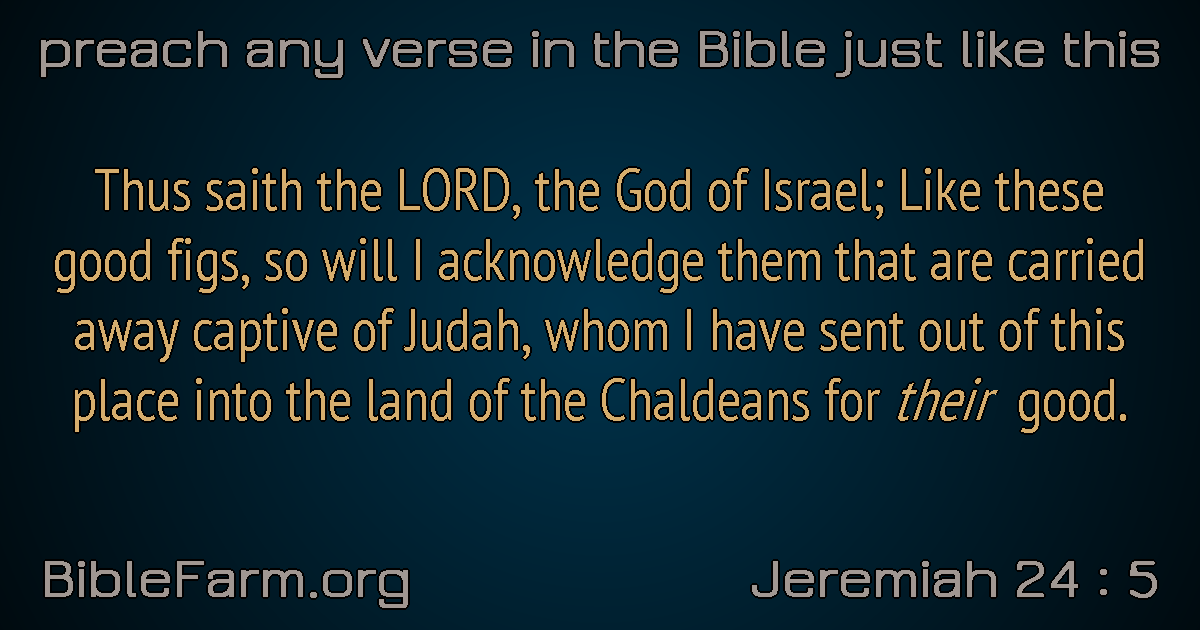 preach any verse in the Bible just like this
Thus saith the LORD, the God of Israel; Like these
good figs, so will I acknowledge them that are carried
away captive of Judah, whom I have sent out of this
place into the land of the Chaldeans for their good.
BibleFarm.org
Jeremiah 24 : 5